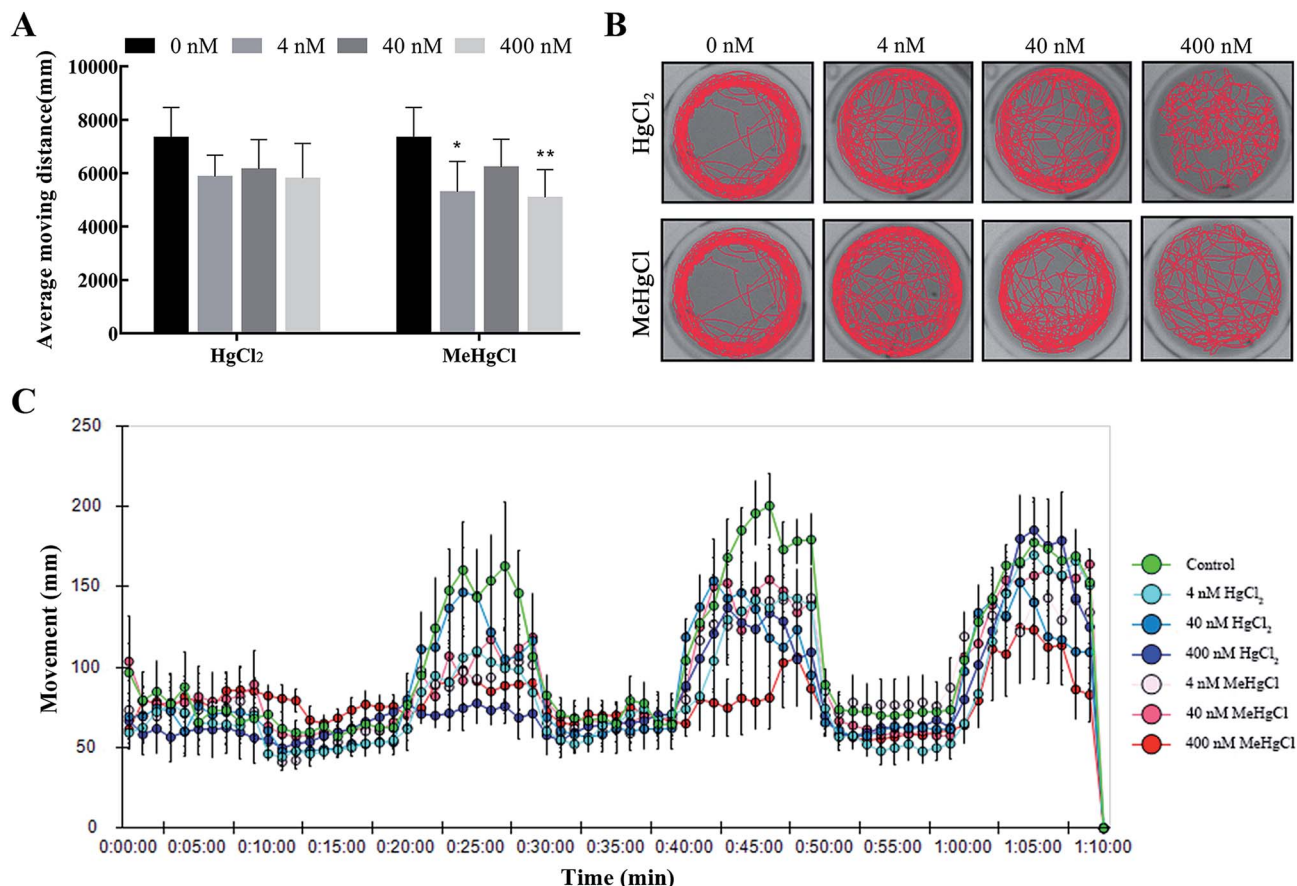 A
0 nM 4 nM 40 nM 400 nM
10000
8000
6000
4000
2000
0
Average moving distance(mm)
* **
HgCl2 MeHgCl
B
0 nM 4 nM 40 nM 400 nM
HgCl2
MeHgCl
C
250
200
150
100
50
0
Movement (mm)
0:00:00 0:05:00 0:10:00 0:15:00 0:20:00 0:25:00 0:30:00 0:35:00 0:40:00 0:45:00 0:50:00 0:55:00 1:00:00 1:05:00 1:10:00
Time (min)
Control
4 nM HgCl2
40 nM HgCl2
400 nM HgCl2
4 nM MeHgCl
40 nM MeHgCl
400 nM MeHgCl